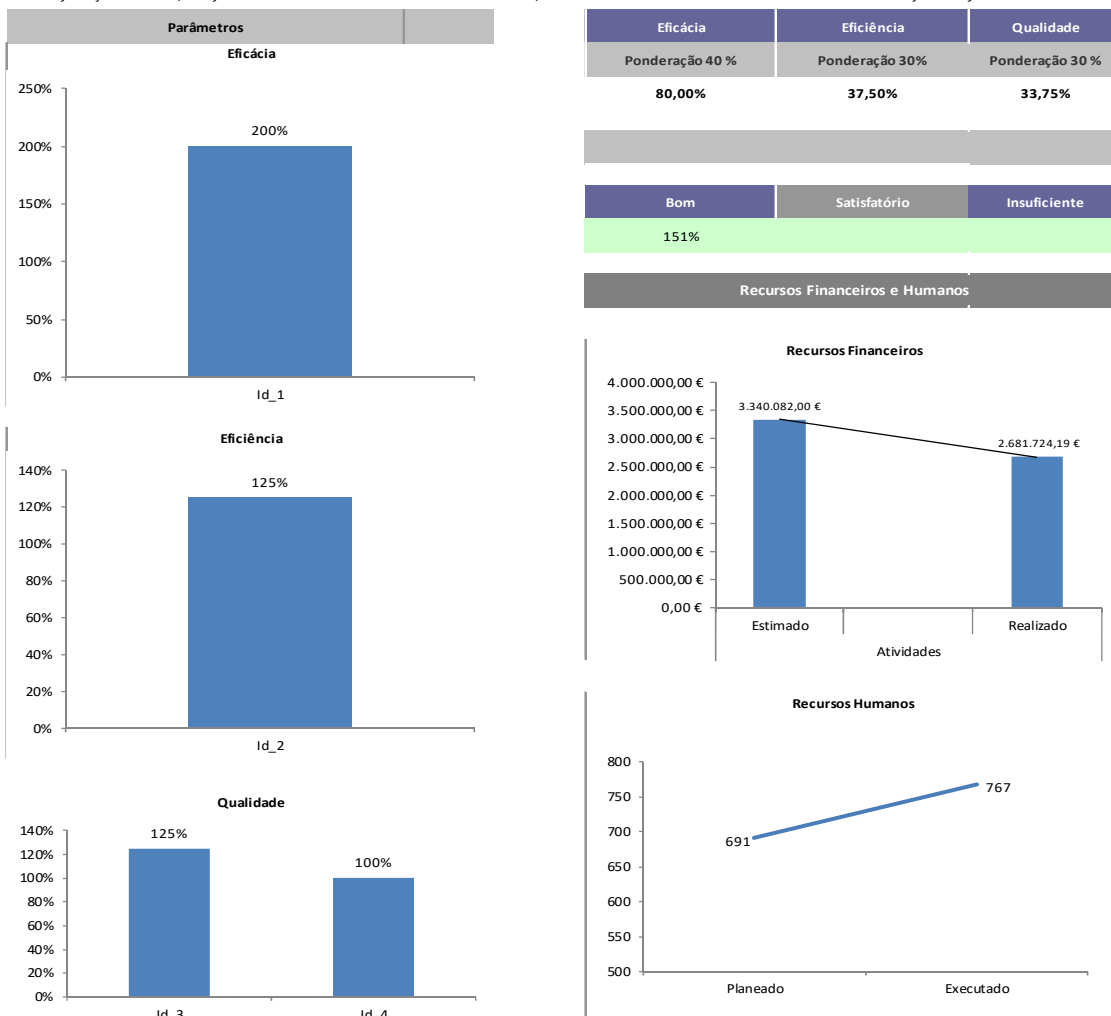 Parâmetros
Eficácia
250%
200%
200%
150%
100%
50%
0%
Id_1
Eficiência
140%
125%
120%
100%
80%
60%
40%
20%
0%
Id_2
Qualidade
140%
125%
120%
100%
100%
80%
60%
40%
20%
0%
Id_3 Id_4
Eficácia Eficiência Qualidade
Ponderação 40 % Ponderação 30% Ponderação 30 %
80,00% 37,50% 33,75%
Bom Satisfatório Insuficiente
151%
Recursos Financeiros e Humanos
Recursos Financeiros
4.000.000,00 €
3.500.000,00 €
3.340.082,00 €
3.000.000,00 €
2.681.724,19 €
2.500.000,00 €
2.000.000,00 €
1.500.000,00 €
1.000.000,00 €
500.000,00 €
0,00 €
Estimado Realizado
Atividades
Recursos Humanos
800
767
750
700
691
650
600
550
500
Planeado Executado